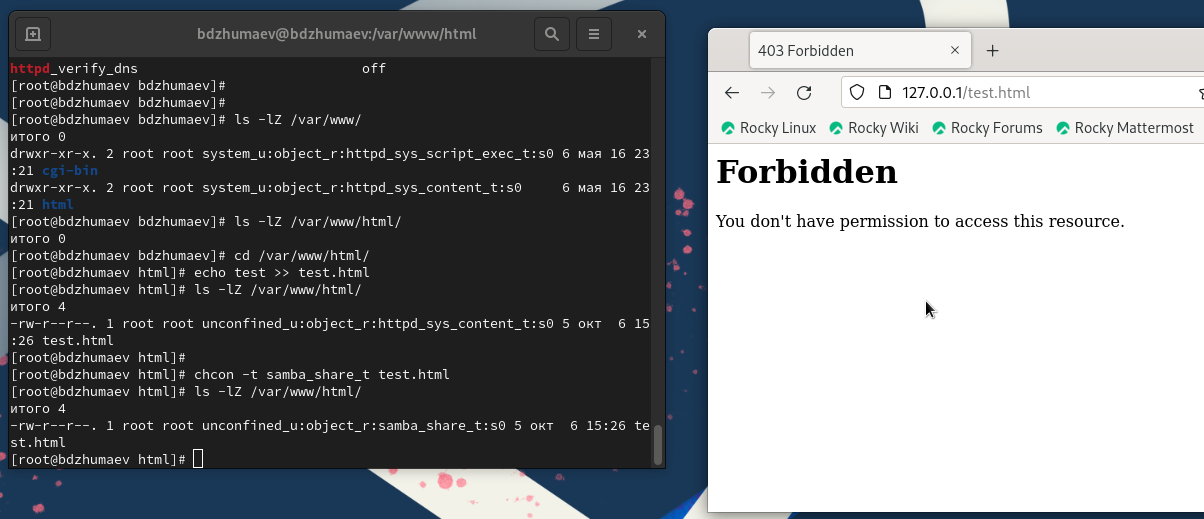 bdzhumaev@bdzhumaev:/var/www/html
httpd_verify_dns                            off
[root@bdzhumaev bdzhumaev]#
[root@bdzhumaev bdzhumaev]#
[root@bdzhumaev bdzhumaev]# ls -lZ /var/www/
итого 0
drwxr-xr-x. 2 root root system_u:object_r:httpd_sys_script_exec_t:s0 6 мая 16 23
:21 cgi-bin
drwxr-xr-x. 2 root root system_u:object_r:httpd_sys_content_t:s0     6 мая 16 23
:21 html
[root@bdzhumaev bdzhumaev]# ls -lZ /var/www/html/
итого 0
[root@bdzhumaev bdzhumaev]# cd /var/www/html/
[root@bdzhumaev html]# echo test >> test.html
[root@bdzhumaev html]# ls -lZ /var/www/html/
итого 4
-rw-r--r--. 1 root root unconfined_u:object_r:httpd_sys_content_t:s0 5 окт  6 15
:26 test.html
[root@bdzhumaev html]#
[root@bdzhumaev html]# chcon -t samba_share_t test.html
[root@bdzhumaev html]# ls -lZ /var/www/html/
итого 4
-rw-r--r--. 1 root root unconfined_u:object_r:samba_share_t:s0 5 окт  6 15:26 te
st.html
[root@bdzhumaev html]#
403 Forbidden
127.0.0.1/test.html
Rocky Linux Rocky Wiki Rocky Forums Rocky Mattermost
Forbidden
You don't have permission to access this resource.